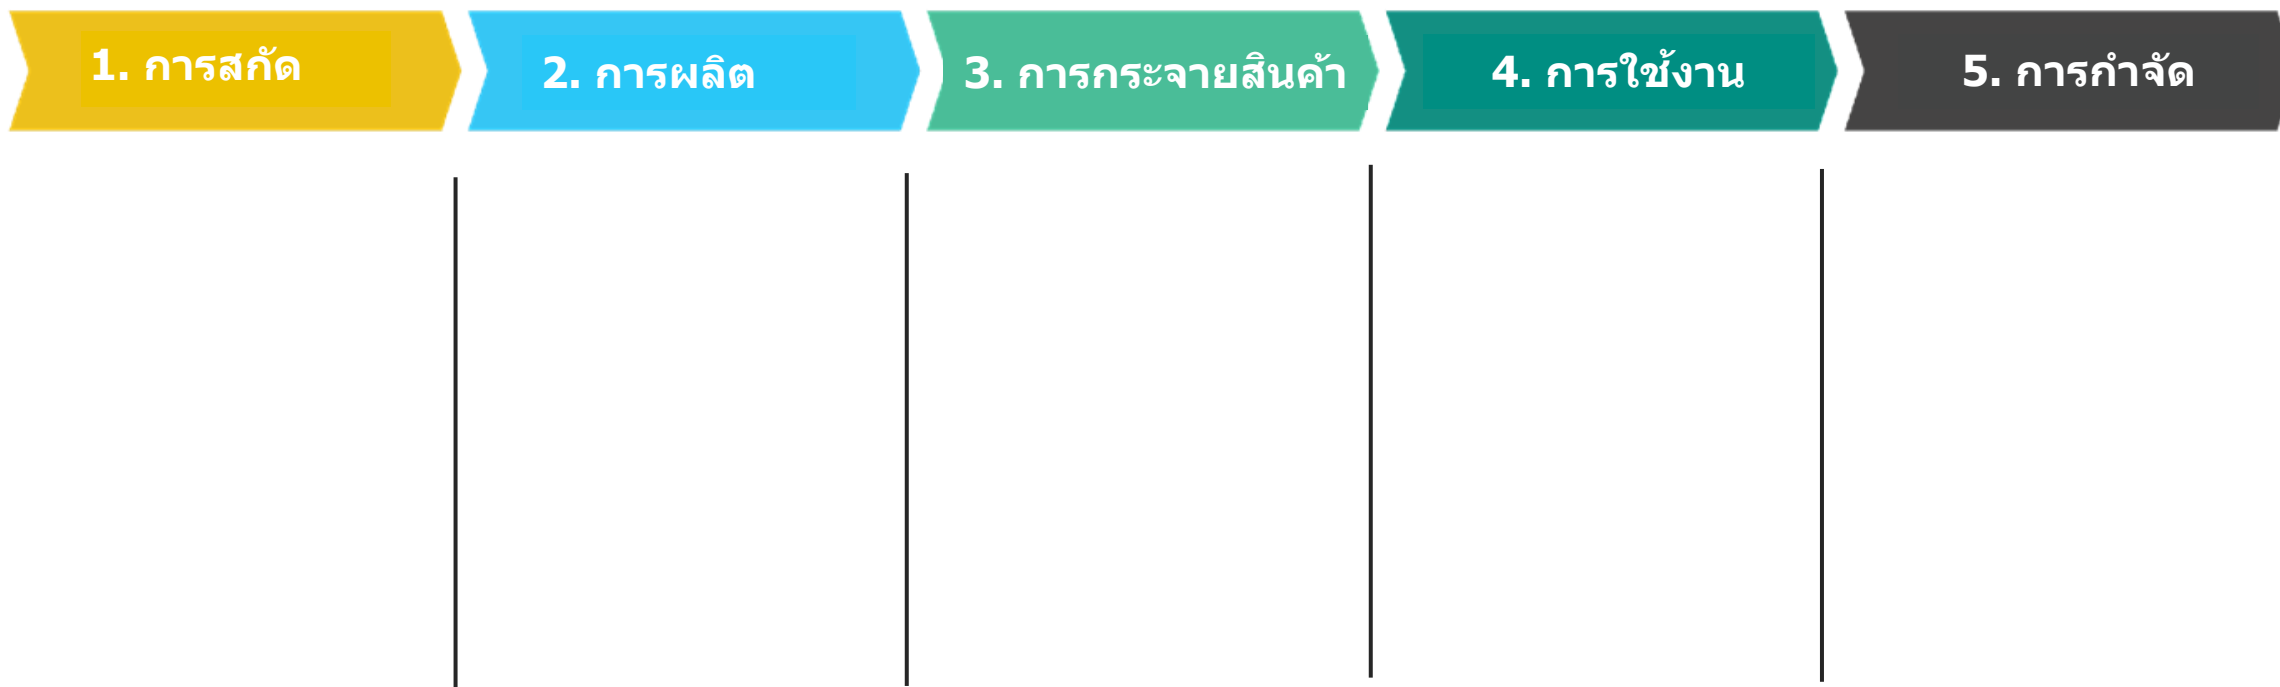 1. การสกัด
2. การผลิต
3. การกระจายสินค้า
4. การใช้งาน
5. การกำจัด